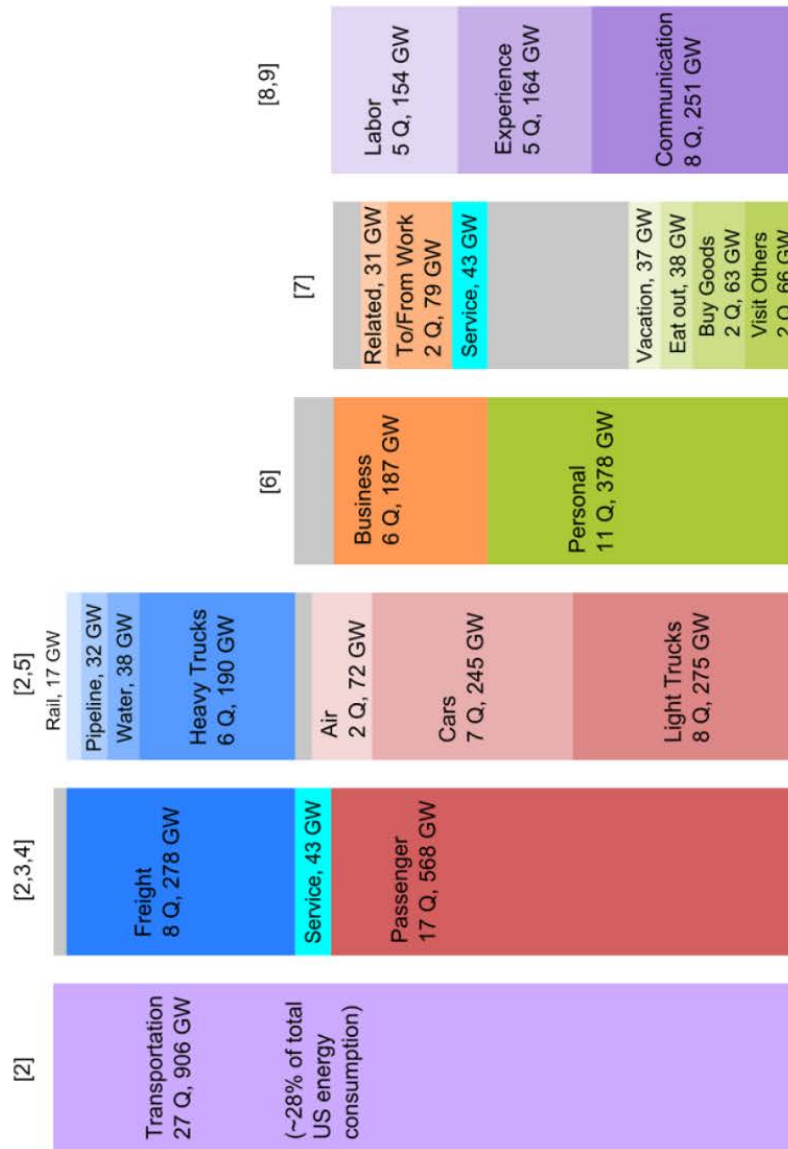 [2]
Transportation
27 Q, 906 GW
(~28% of total
US energy
consumption)
[2,3,4]
Freight
8 Q, 278 GW
Service, 43 GW
Passenger
17 Q, 568 GW
[2,5]
Rail, 17 GW
Pipeline, 32 GW
Water, 38 GW
Heavy Trucks
6 Q, 190 GW
Air
2 Q, 72 GW
Cars
7 Q, 245 GW
Light Trucks
8 Q, 275 GW
[6]
Business
6 Q, 187 GW
Personal
11 Q, 378 GW
[7]
Related, 31 GW
To/From Work
2 Q, 79 GW
Service, 43 GW
Vacation, 37 GW
Eat out, 38 GW
Buy Goods
2 Q, 63 GW
Visit Others
2 Q, 66 GW
[8,9]
Labor
5 Q, 154 GW
Experience
5 Q, 164 GW
Communication
8 Q, 251 GW